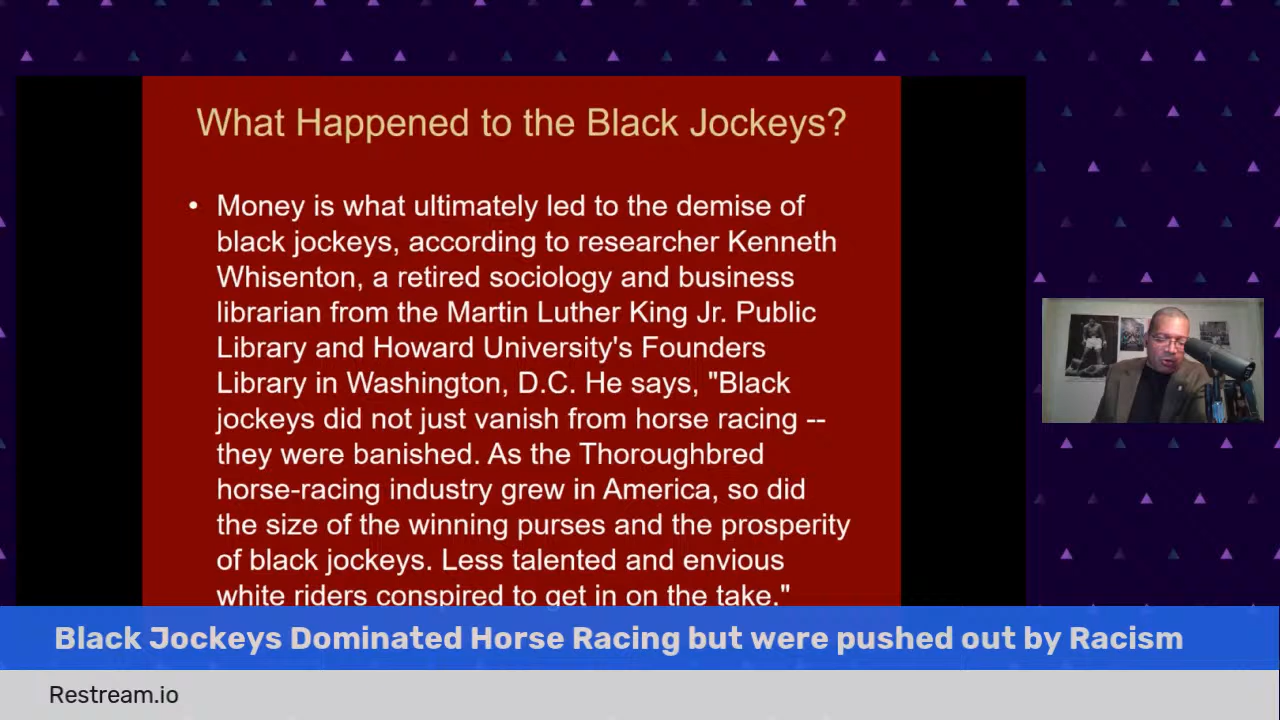 What Happened to the Black Jockeys?
• Money is what ultimately led to the demise of
black jockeys, according to researcher Kenneth
Whisenton, a retired sociology and business
librarian from the Martin Luther King Jr. Public
Library and Howard University's Founders
Library in Washington, D.C. He says, "Black
jockeys did not just vanish from horse racing --
they were banished. As the Thoroughbred
horse-racing industry grew in America, so did
the size of the winning purses and the prosperity
of black jockeys. Less talented and envious
white riders conspired to get in on the take."
Black Jockeys Dominated Horse Racing but were pushed out by Racism
Restream.io